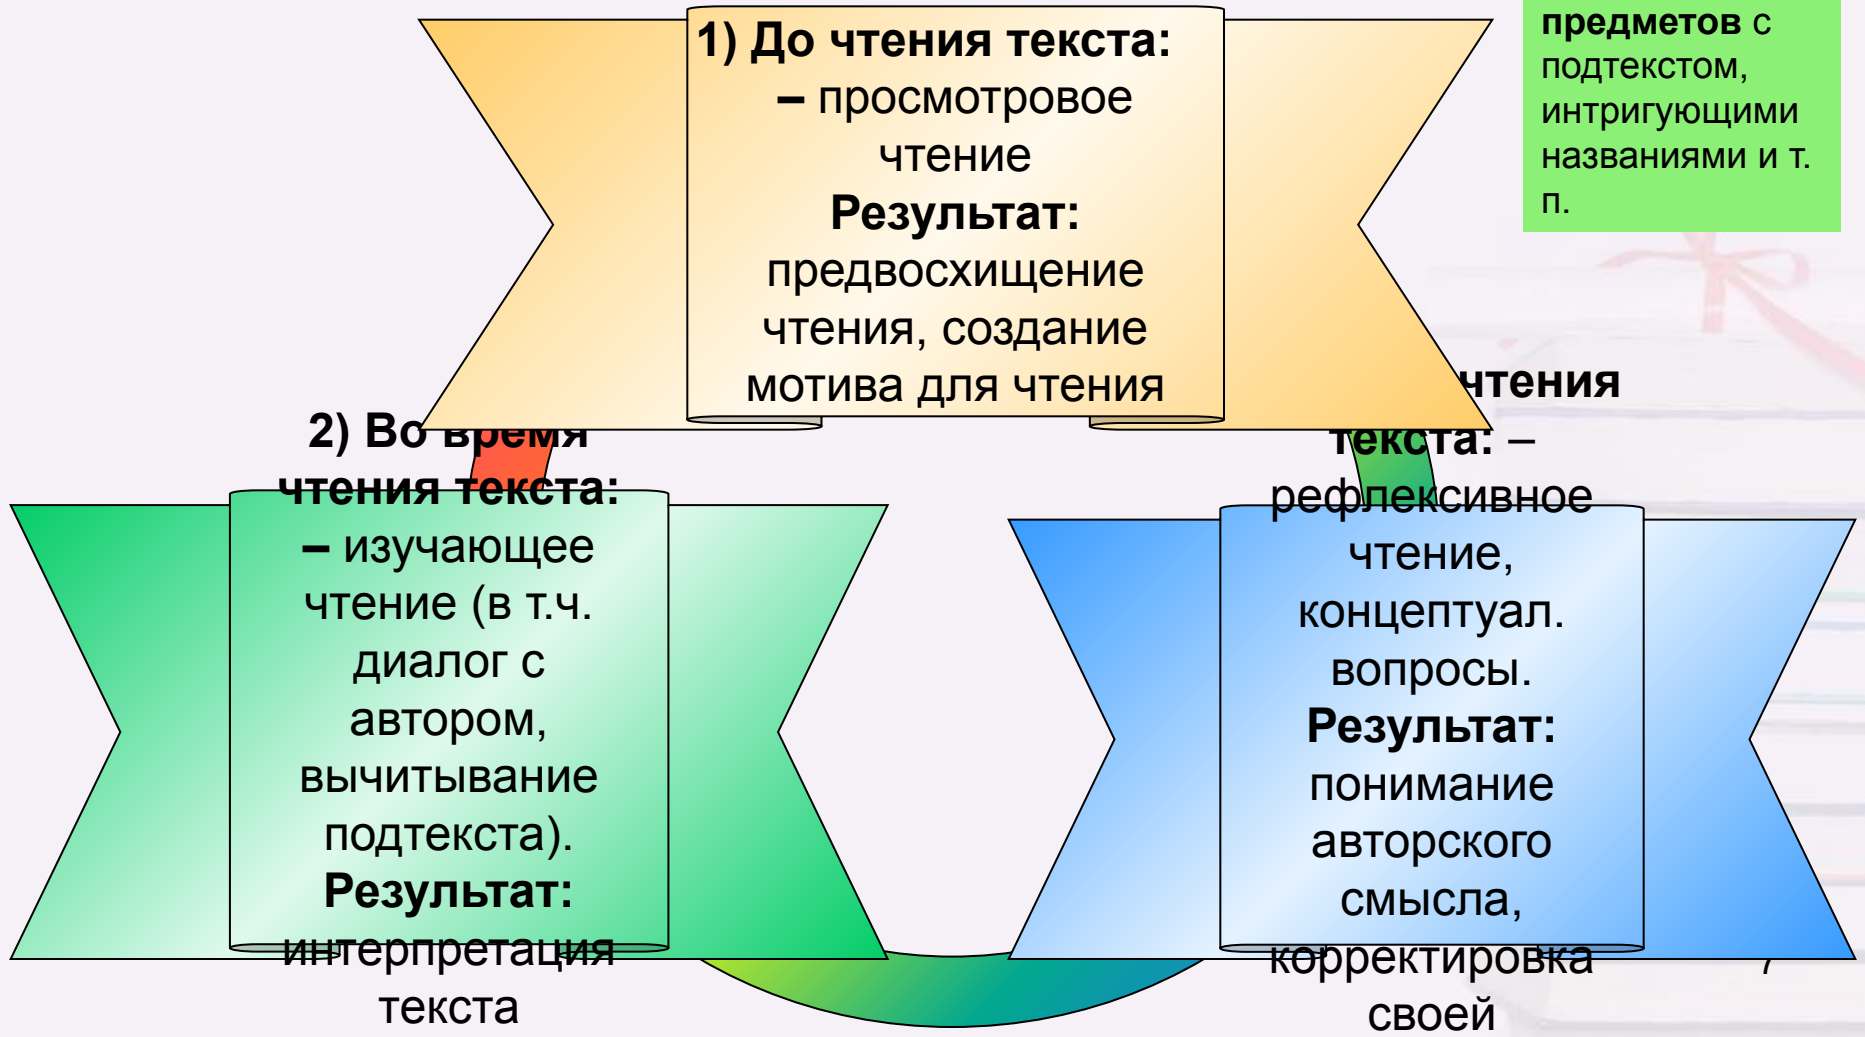 1) До чтения текста:
– просмотровое
чтение
Результат:
предвосхищение
чтения, создание
мотива для чтения
предметов с
подтекстом,
интригующими
названиями и т.
п.
2) Во время
чтения текста:
– изучающее
чтение (в т.ч.
диалог с
автором,
вычитывание
подтекста).
Результат:
интерпретация
текста
чтения
текста: –
рефлексивное
чтение,
концептуал.
вопросы.
Результат:
понимание
авторского
смысла,
корректировка
своей
7